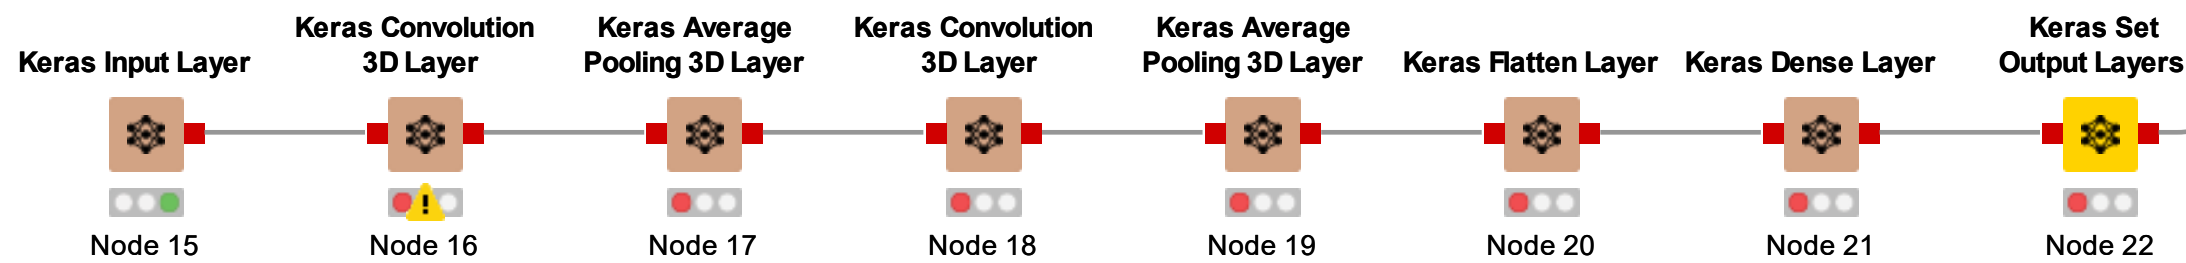 Keras Input Layer
Keras Convolution
3D Layer
Keras Average
Pooling 3D Layer
Keras Convolution
3D Layer
Keras Average
Pooling 3D Layer
Keras Flatten Layer
Keras Dense Layer
Keras Set
Output Layers
!
Node 15
Node 16
Node 17
Node 18
Node 19
Node 20
Node 21
Node 22